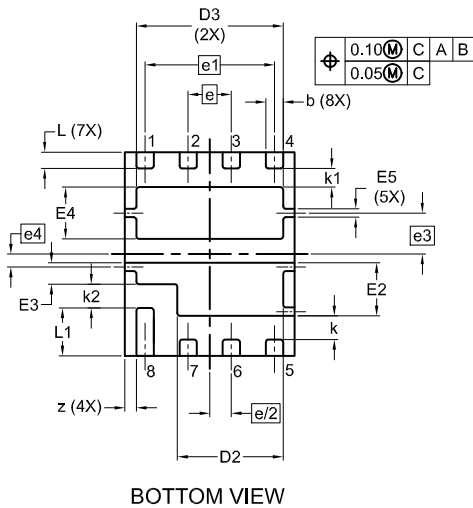 D3
(2X)
e1
0.10 Ⓜ C A B
0.05 Ⓜ C
e
b (8X)
L (7X)
1 2 3 4
k1
E5
(5X)
E4
e4
e3
k2
E2
E3
L1
k
8 7 6 5
z (4X)
e/2
D2
BOTTOM VIEW